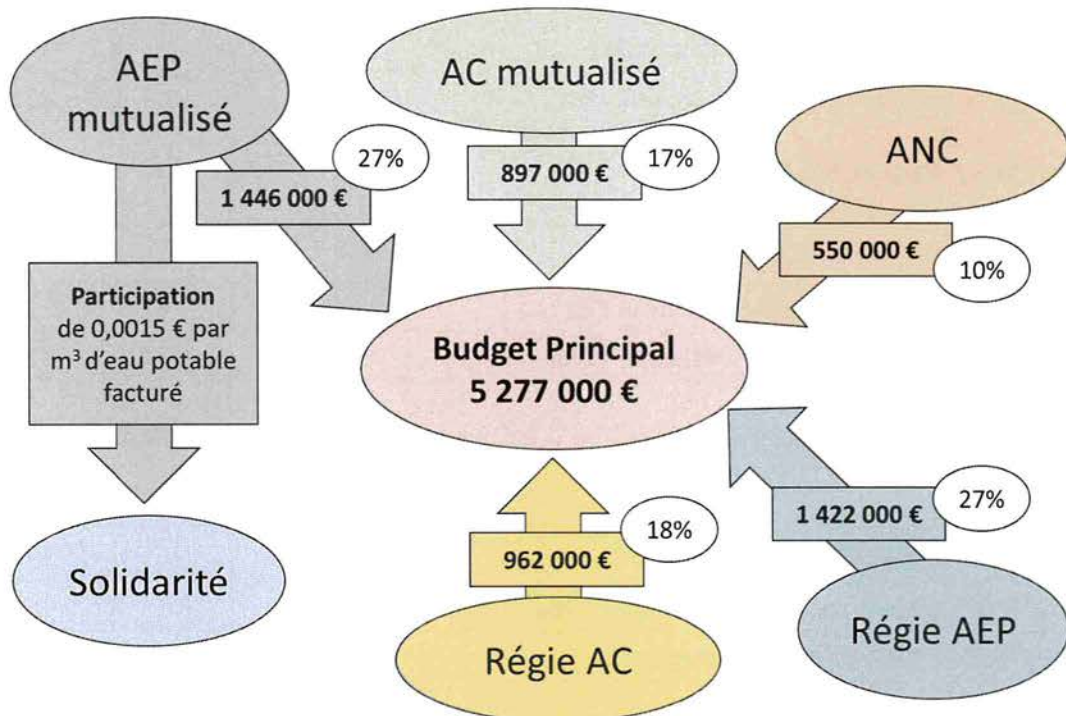 AEP
mutualisé
AC mutualisé
ANC
27%
1 446 000 €
17%
897 000 €
550 000 €
10%
Participation
de 0,0015 € par
m³ d'eau potable
facturé
Budget Principal
5 277 000 €
27%
1 422 000 €
18%
962 000 €
Solidarité
Régie AC
Régie AEP